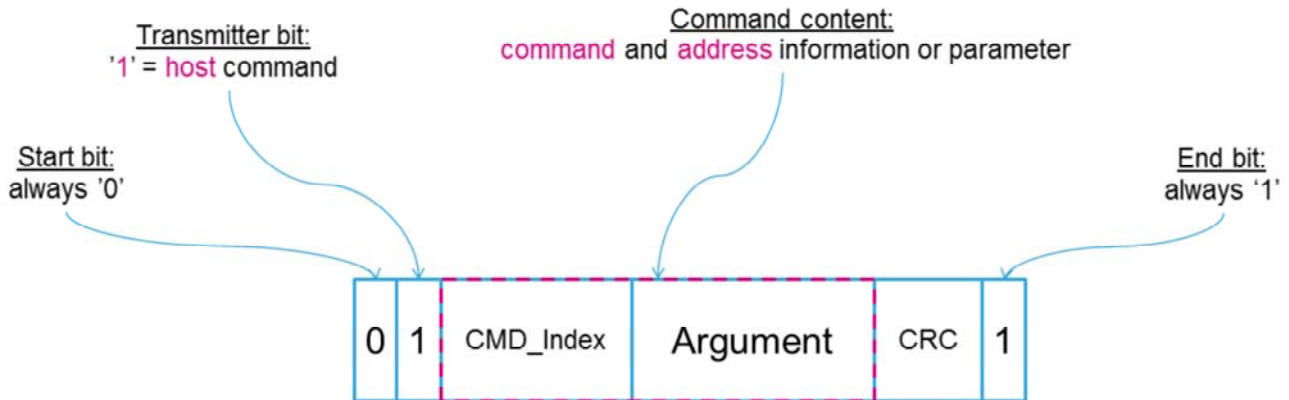 Transmitter bit:
’1’ = host command
Command content:
command and address information or parameter
Start bit:
always ’0’
End bit:
always ‘1’
0 1 CMD_Index Argument CRC 1